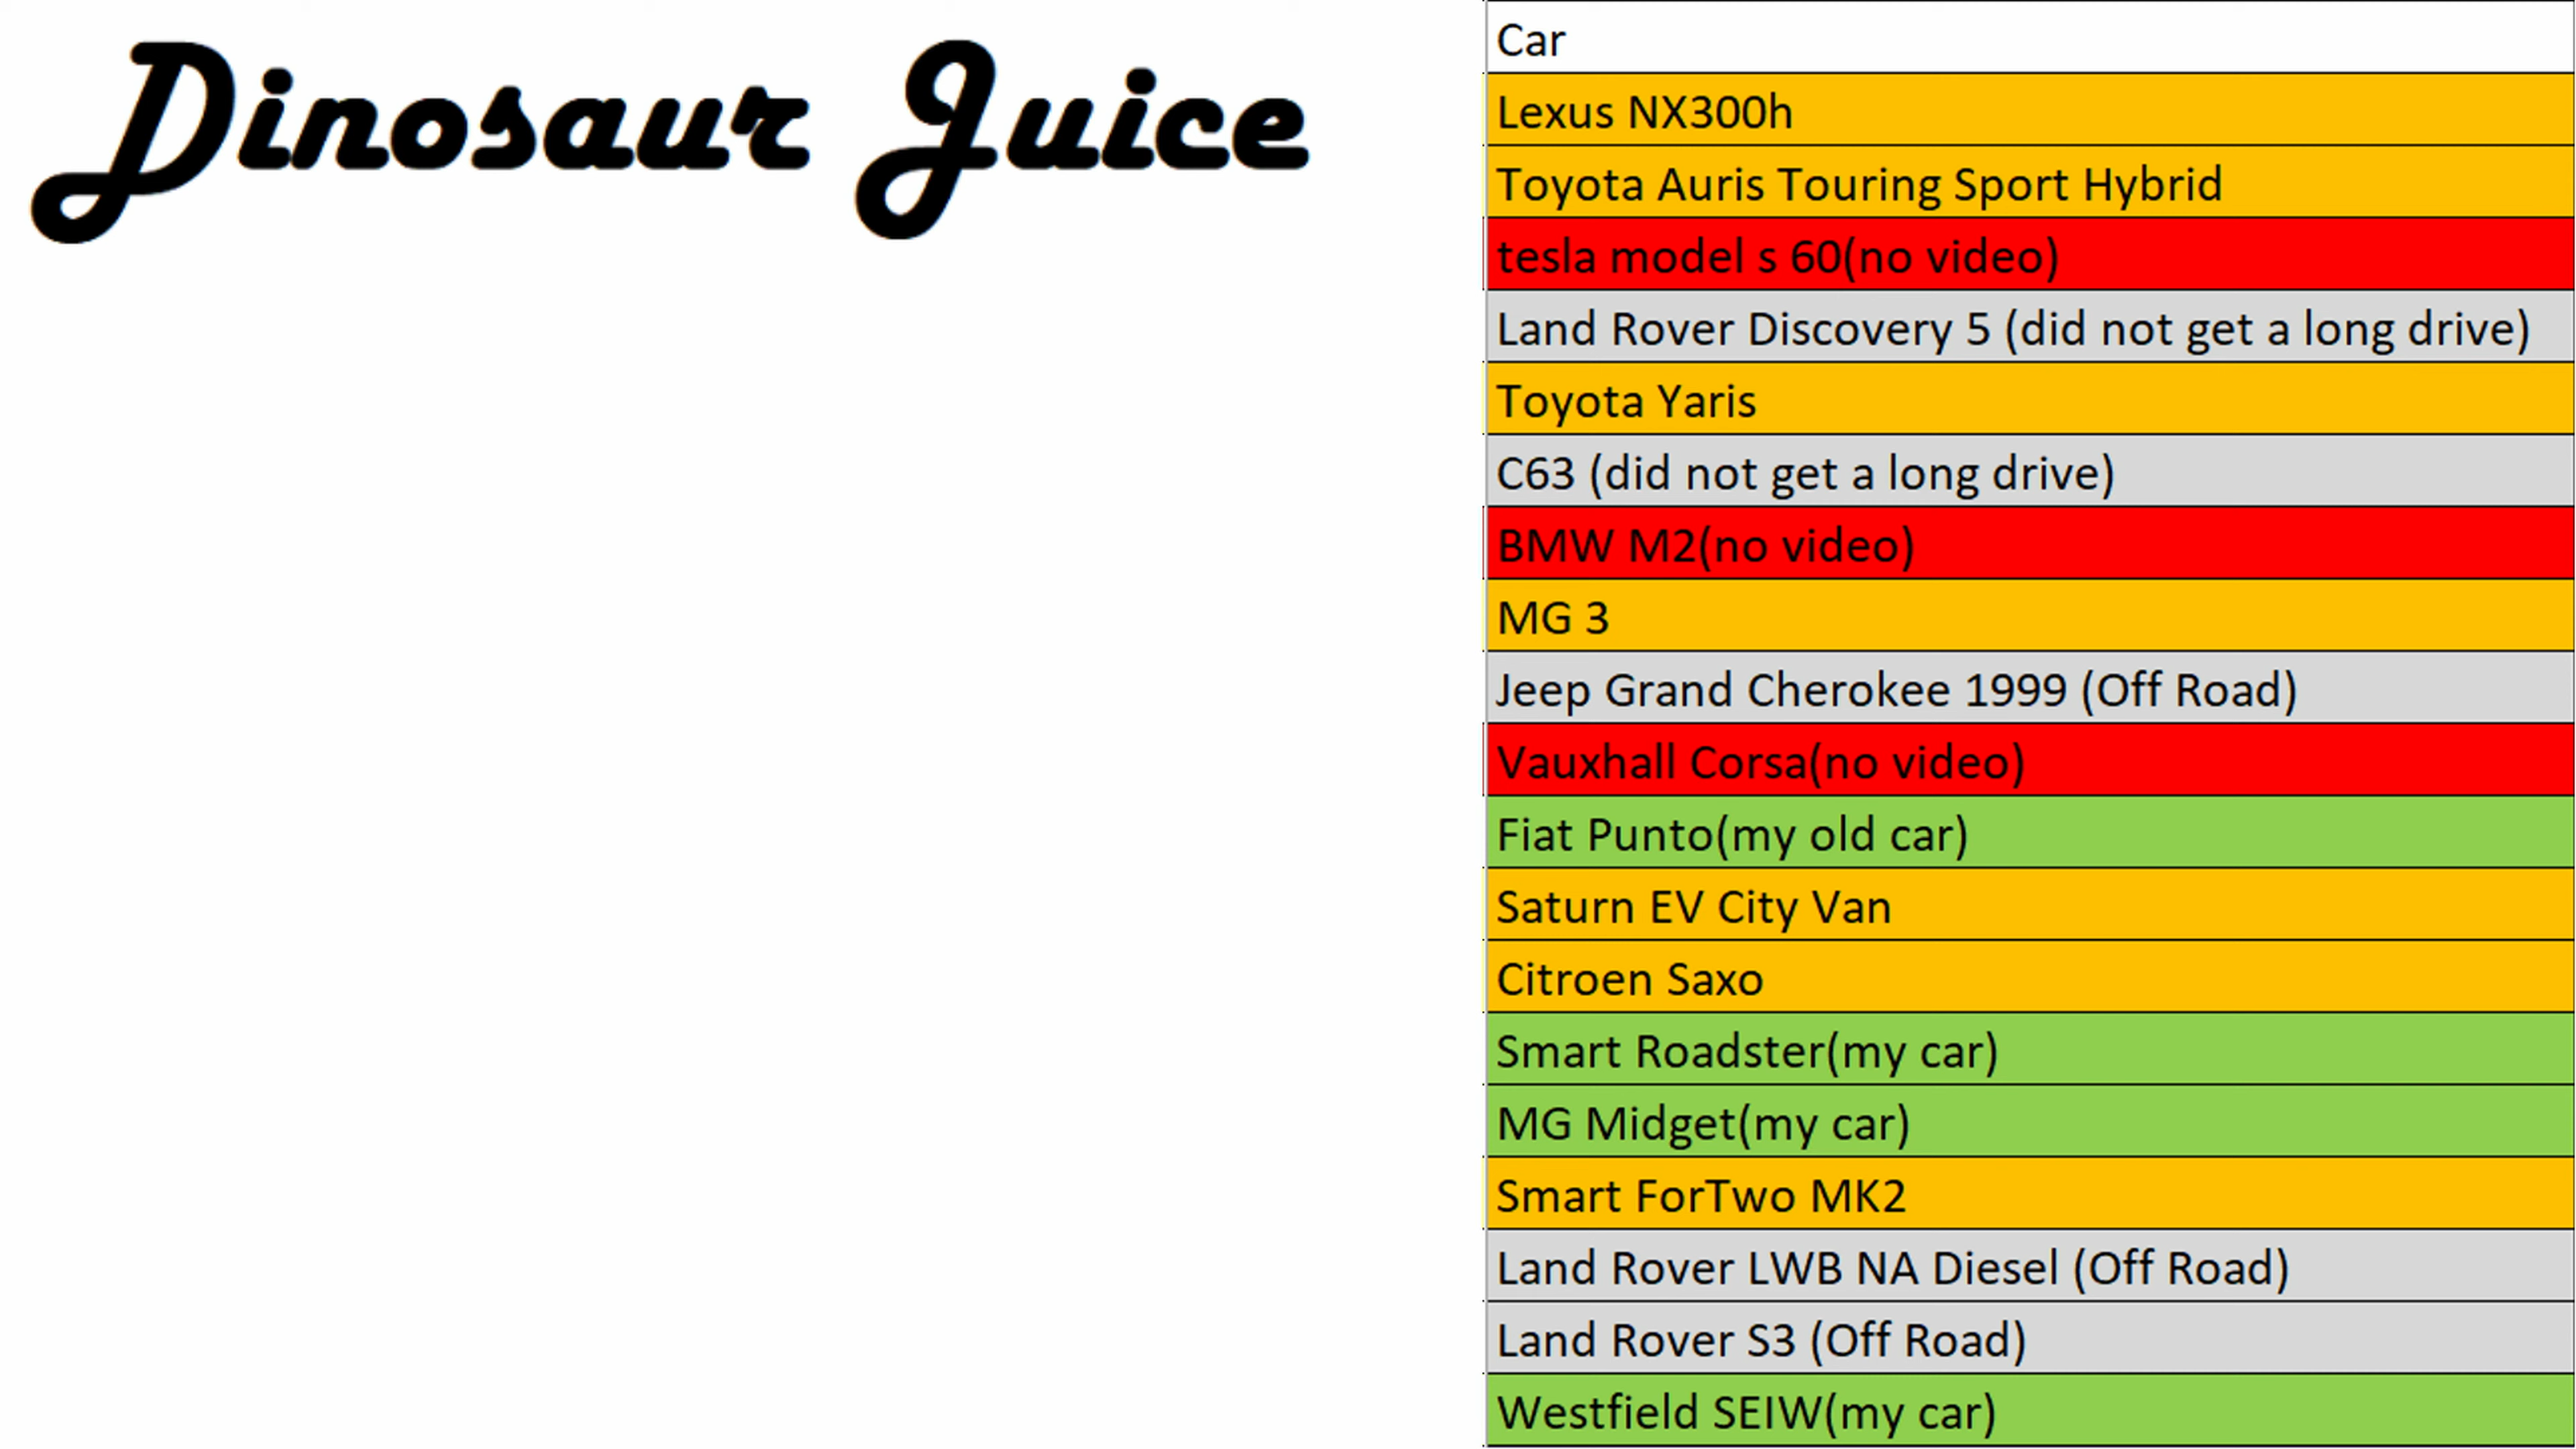 Dinosaur Juice
Car
Lexus NX300h
Toyota Auris Touring Sport Hybrid
tesla model s 60(no video)
Land Rover Discovery 5 (did not get a long drive)
Toyota Yaris
C63 (did not get a long drive)
BMW M2(no video)
MG 3
Jeep Grand Cherokee 1999 (Off Road)
Vauxhall Corsa(no video)
Fiat Punto(my old car)
Saturn EV City Van
Citroen Saxo
Smart Roadster(my car)
MG Midget(my car)
Smart ForTwo MK2
Land Rover LWB NA Diesel (Off Road)
Land Rover S3 (Off Road)
Westfield SEIW(my car)